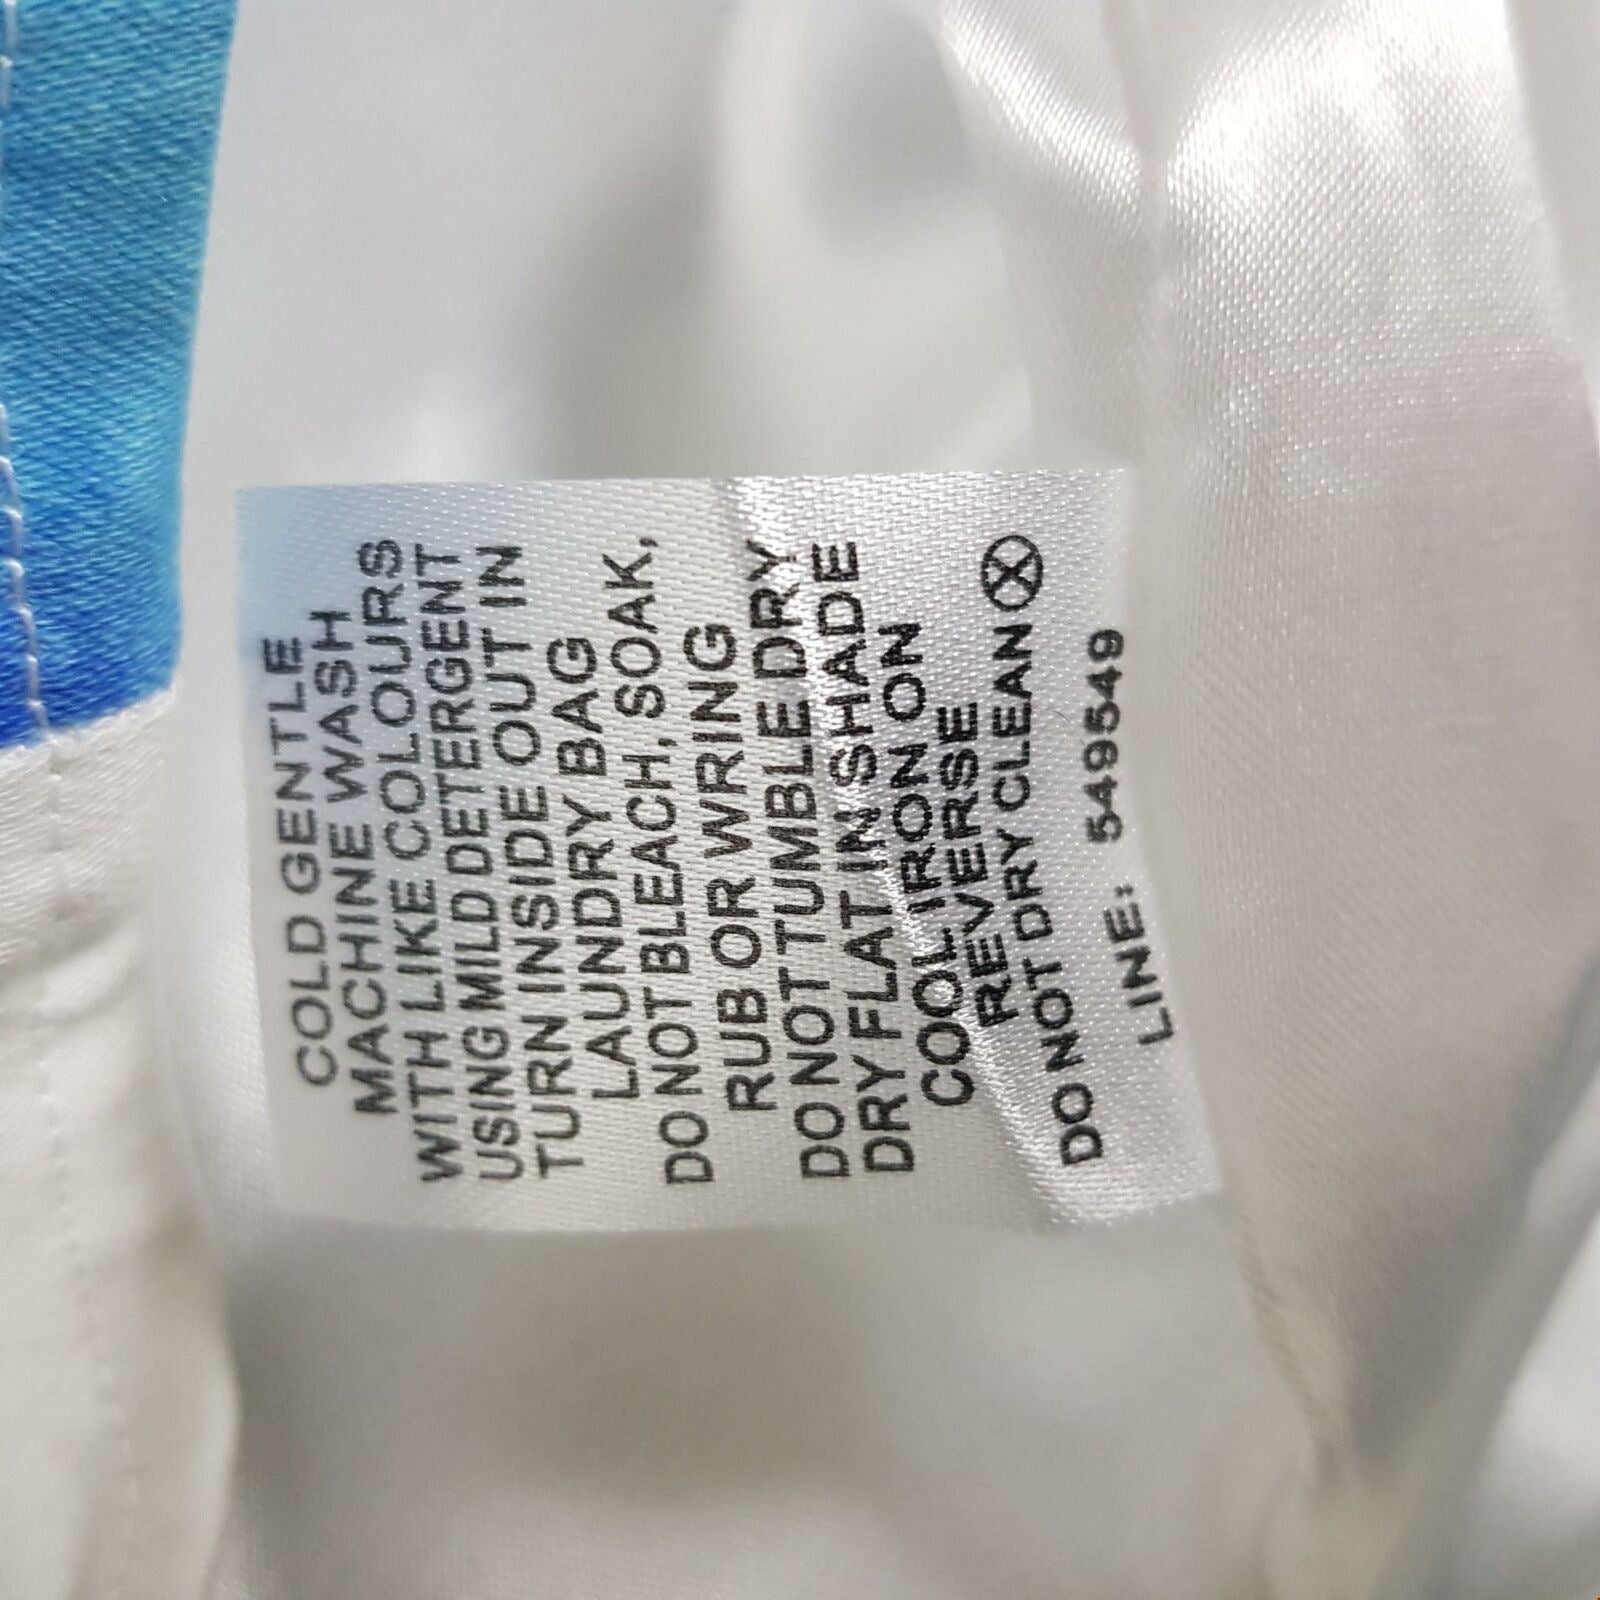 COLD GENTLE
MACHINE WASH
WITH LIKE COLOURS
USING MILD DETERGENT
TURN INSIDE OUT IN
LAUNDRY BAG
DO NOT BLEACH, SOAK,
RUB OR WRING
DO NOT TUMBLE DRY
DRY FLAT IN SHADE
COOL IRON ON
REVERSE
DO NOT DRY CLEAN
LINE: 549549